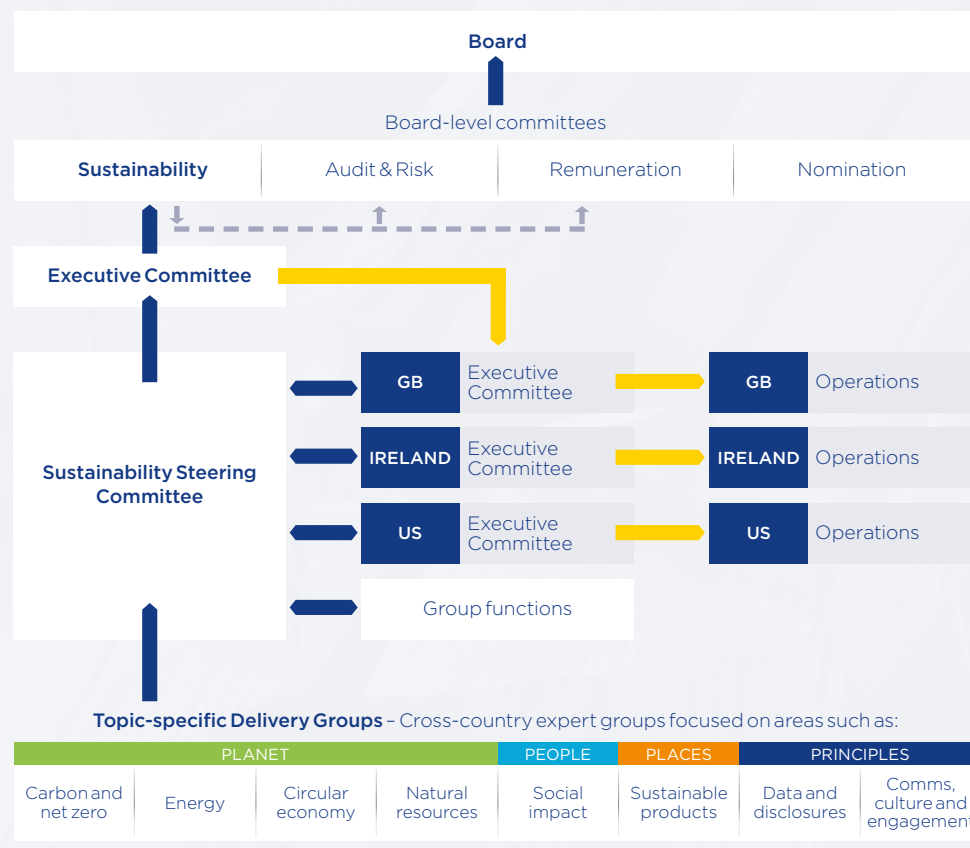 Board
Board-level committees
Sustainability
Audit & Risk
Remuneration
Nomination
Executive Committee
Sustainability Steering
Committee
GB
Executive
Committee
GB
Operations
IRELAND
Executive
Committee
IRELAND
Operations
US
Executive
Committee
US
Operations
Group functions
Topic-specific Delivery Groups – Cross-country expert groups focused on areas such as:
PLANET
PEOPLE
PLACES
PRINCIPLES
Carbon and
net zero
Energy
Circular
economy
Natural
resources
Social
impact
Sustainable
products
Data and
disclosures
Comms,
culture and
engagement